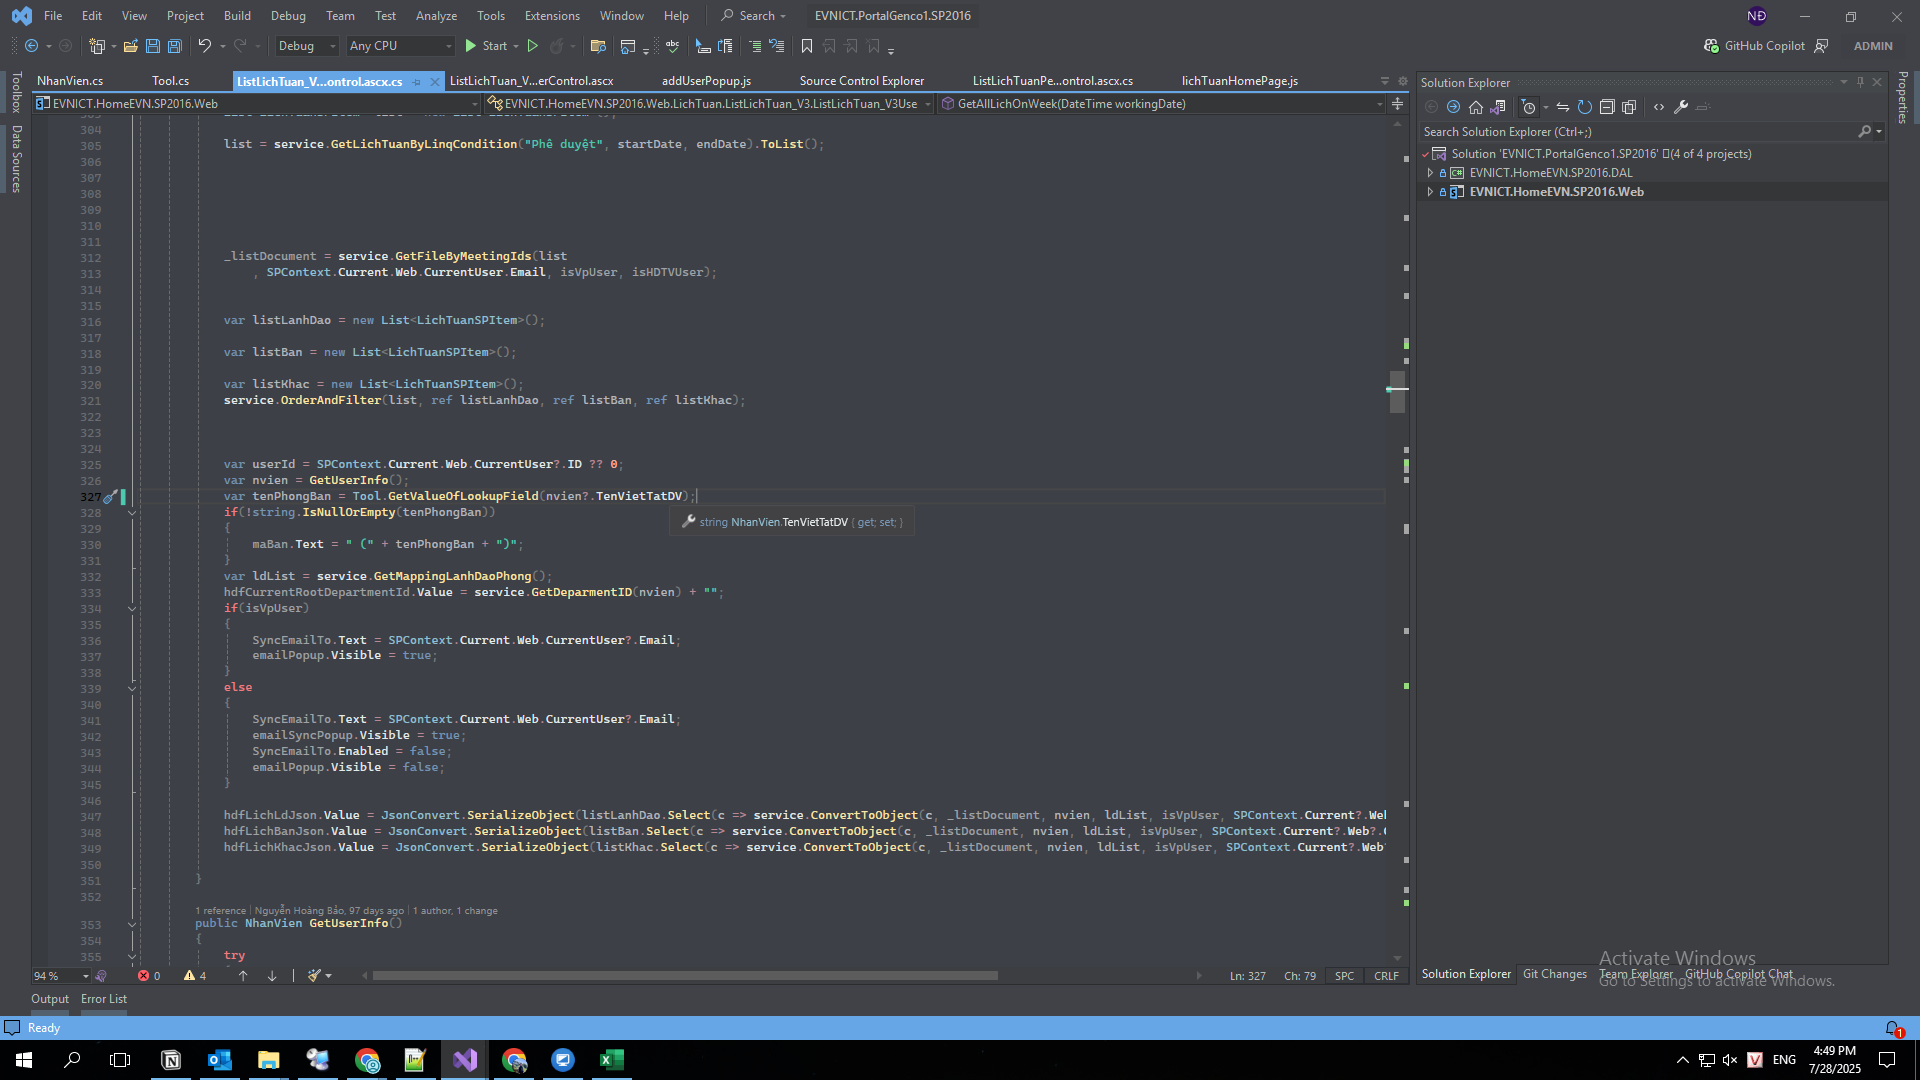 File Edit View Project Build Debug Team Test Analyze Tools Extensions Window Help Search EVNICT.PortalGenco1.SP2016 NĐ
Debug Any CPU Start GitHub Copilot ADMIN
NhanVien.cs Tool.cs ListLichTuan_V...ontrol.ascx.cs ListLichTuan_V...erControl.ascx addUserPopup.js Source Control Explorer ListLichTuanPe...ontrol.ascx.cs lichTuanHomePage.js
EVNICT.HomeEVN.SP2016.Web EVNICT.HomeEVN.SP2016.Web.LichTuan.ListLichTuan_V3.ListLichTuan_V3Use GetAllLichOnWeek(DateTime workingDate)
Toolbox
Data Sources
304
305 list = service.GetLichTuanByLinqCondition("Phê duyệt", startDate, endDate).ToList();
306
307
308
309
310
311
312 _listDocument = service.GetFileByMeetingIds(list
313 , SPContext.Current.Web.CurrentUser.Email, isVpUser, isHDTVUser);
314
315
316 var listLanhDao = new List<LichTuanSPItem>();
317
318 var listBan = new List<LichTuanSPItem>();
319
320 var listKhac = new List<LichTuanSPItem>();
321 service.OrderAndFilter(list, ref listLanhDao, ref listBan, ref listKhac);
322
323
324
325 var userId = SPContext.Current.Web.CurrentUser?.ID ?? 0;
326 var nvien = GetUserInfo();
327 var tenPhongBan = Tool.GetValueOfLookupField(nvien?.TenVietTatDV);
328 if(!string.IsNullOrEmpty(tenPhongBan))
string NhanVien.TenVietTatDV { get; set; }
329 {
330 maBan.Text = " (" + tenPhongBan + ")";
331 }
332 var ldList = service.GetMappingLanhDaoPhong();
333 hdfCurrentRootDepartmentId.Value = service.GetDeparmentID(nvien) + "";
334 if(isVpUser)
335 {
336 SyncEmailTo.Text = SPContext.Current.Web.CurrentUser?.Email;
337 emailPopup.Visible = true;
338 }
339 else
340 {
341 SyncEmailTo.Text = SPContext.Current.Web.CurrentUser?.Email;
342 emailSyncPopup.Visible = true;
343 SyncEmailTo.Enabled = false;
344 emailPopup.Visible = false;
345 }
346
347 hdfLichLdJson.Value = JsonConvert.SerializeObject(listLanhDao.Select(c => service.ConvertToObject(c, _listDocument, nvien, ldList, isVpUser, SPContext.Current?.Wel
348 hdfLichBanJson.Value = JsonConvert.SerializeObject(listBan.Select(c => service.ConvertToObject(c, _listDocument, nvien, ldList, isVpUser, SPContext.Current?.Web?.
349 hdfLichKhacJson.Value = JsonConvert.SerializeObject(listKhac.Select(c => service.ConvertToObject(c, _listDocument, nvien, ldList, isVpUser, SPContext.Current?.Web
350
351 }
352
1 reference | Nguyễn Hoàng Bảo, 97 days ago | 1 author, 1 change
353 public NhanVien GetUserInfo()
354 {
355 try
94 % 0 4 Ln: 327 Ch: 79 SPC CRLF
Output Error List
Ready
Solution Explorer
Search Solution Explorer (Ctrl+;)
Solution 'EVNICT.PortalGenco1.SP2016' (4 of 4 projects)
EVNICT.HomeEVN.SP2016.DAL
EVNICT.HomeEVN.SP2016.Web
Properties
Activate Windows
Go to Settings to activate Windows.
Solution Explorer Git Changes Team Explorer GitHub Copilot Chat
1
ENG
4:49 PM
7/28/2025